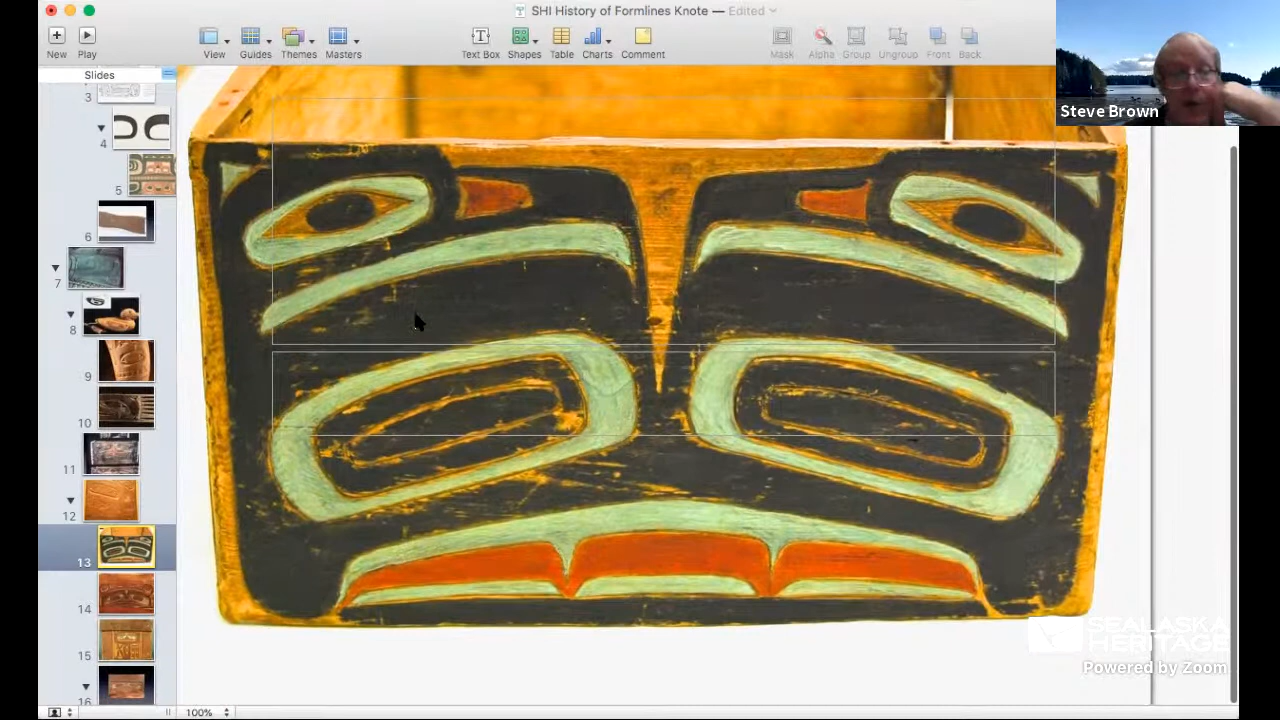 SHI History of Formlines Knote — Edited
New
Play
View
Guides
Themes
Masters
Text Box
Shapes
Table
Charts
Comment
Mask
Alpha
Group
Ungroup
Front
Back
Steve Brown
Slides
3
4
5
6
7
8
9
10
11
12
13
14
15
16
100%
SEALASKA
HERITAGE
Powered by Zoom